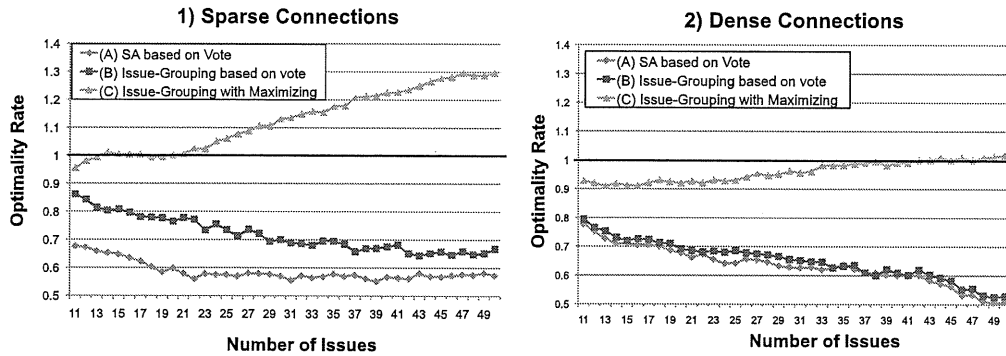 1) Sparse Connections
1.4
1.3
1.2
1.1
1
0.9
0.8
0.7
0.6
0.5
Optimality Rate
(A) SA based on Vote
(B) Issue-Grouping based on vote
(C) Issue-Grouping with Maximizing
11 13 15 17 19 21 23 25 27 29 31 33 35 37 39 41 43 45 47 49
Number of Issues
2) Dense Connections
1.4
1.3
1.2
1.1
1
0.9
0.8
0.7
0.6
0.5
Optimality Rate
(A) SA based on Vote
(B) Issue-Grouping based on vote
(C) Issue-Grouping with Maximizing
11 13 15 17 19 21 23 25 27 29 31 33 35 37 39 41 43 45 47 49
Number of Issues